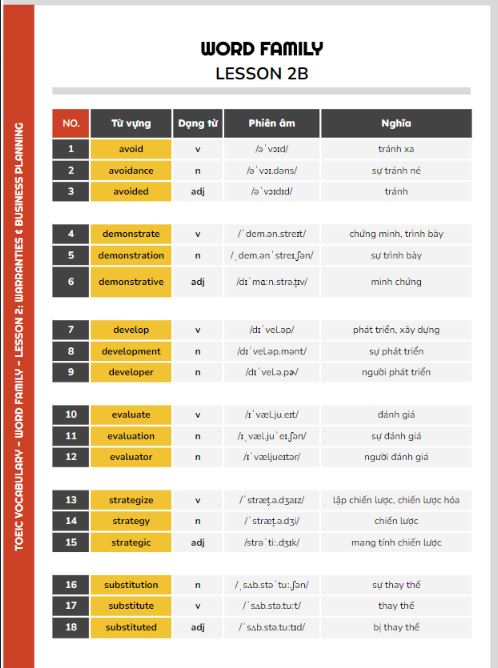 WORD FAMILY
LESSON 2B
TOEIC VOCABULARY - WORD FAMILY - LESSON 2: WARRANTIES & BUSINESS PLANNING
NO. Từ vựng Dạng từ Phiên âm Nghĩa
1 avoid v /əˈvɔɪd/ tránh xa
2 avoidance n /əˈvɔɪ.dəns/ sự tránh né
3 avoided adj /əˈvɔɪdɪd/ tránh
4 demonstrate v /ˈdem.ən.streɪt/ chứng minh, trình bày
5 demonstration n /ˌdem.ənˈstreɪ.ʃən/ sự trình bày
6 demonstrative adj /dɪˈmɑːn.strə.t̬ɪv/ minh chứng
7 develop v /dɪˈvel.əp/ phát triển, xây dựng
8 development n /dɪˈvel.əp.mənt/ sự phát triển
9 developer n /dɪˈvel.ə.pɚ/ người phát triển
10 evaluate v /ɪˈvæl.ju.eɪt/ đánh giá
11 evaluation n /ɪˌvæl.juˈeɪ.ʃən/ sự đánh giá
12 evaluator n /ɪˈvæljueɪtər/ người đánh giá
13 strategize v /ˈstræt̬.ə.dʒaɪz/ lập chiến lược, chiến lược hóa
14 strategy n /ˈstræt̬.ə.dʒi/ chiến lược
15 strategic adj /strəˈtiː.dʒɪk/ mang tính chiến lược
16 substitution n /ˌsʌb.stəˈtuː.ʃən/ sự thay thế
17 substitute v /ˈsʌb.stə.tuːt/ thay thế
18 substituted adj /ˈsʌb.stə.tuːtɪd/ bị thay thế